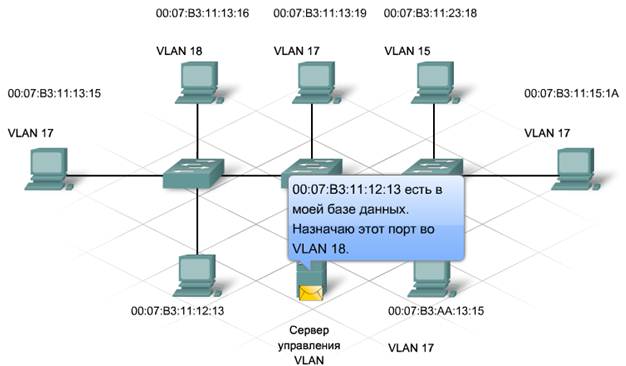 00:07:B3:11:13:16
00:07:B3:11:13:19
00:07:B3:11:23:18
VLAN 18
VLAN 17
VLAN 15
00:07:B3:11:13:15
00:07:B3:11:15:1A
VLAN 17
VLAN 17
00:07:B3:11:12:13 есть в
моей базе данных.
Назначаю этот порт во
VLAN 18.
00:07:B3:11:12:13
00:07:B3:AA:13:15
Сервер
управления
VLAN
VLAN 17